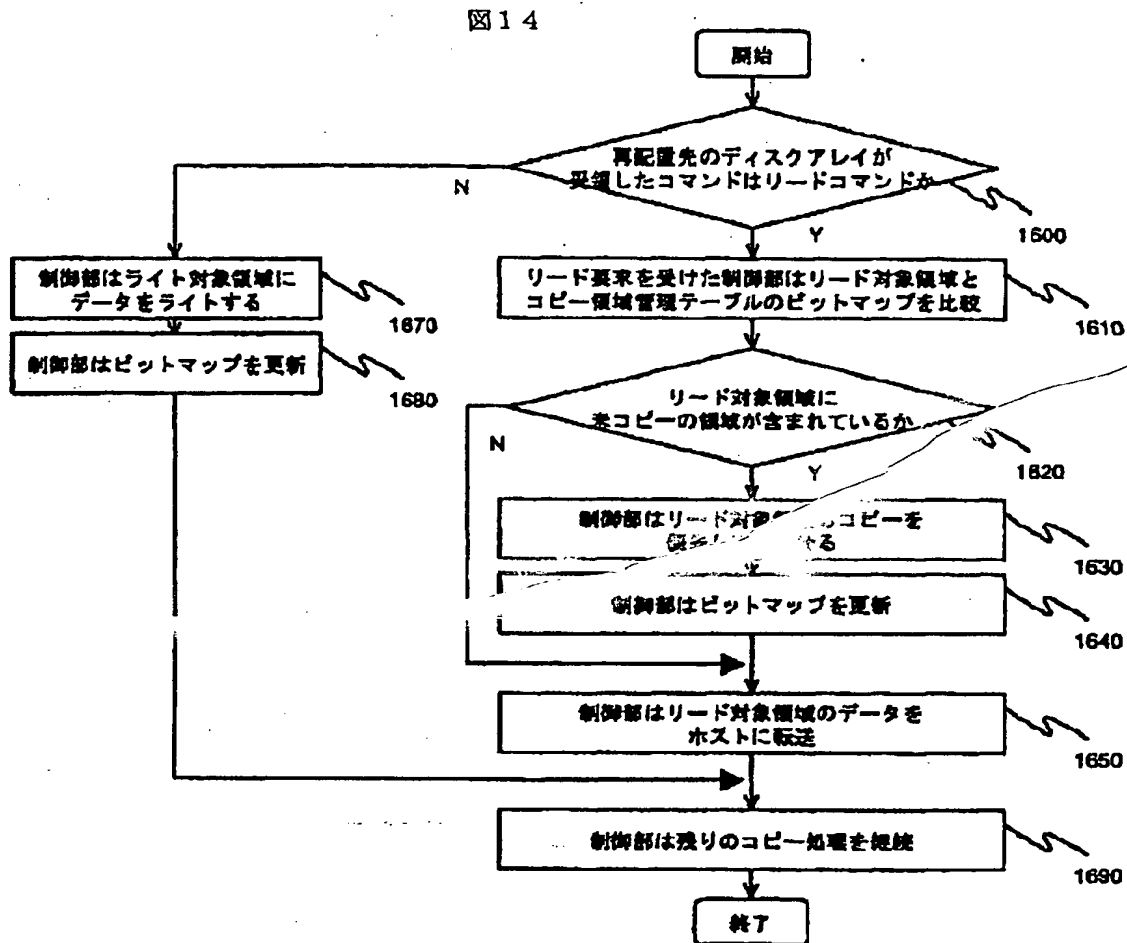 図14
開始
再配置先のディスクアレイが
受領したコマンドはリードコマンドか
N
Y
1600
制御部はライト対象領域に
データをライトする
1670
リード要求を受けた制御部はリード対象領域と
コピー領域管理テーブルのビットマップを比較
1610
制御部はビットマップを更新
1680
リード対象領域に
未コピーの領域が含まれているか
N
Y
1620
制御部はリード対象領域のコピーを
する
1630
制御部はビットマップを更新
1640
制御部はリード対象領域のデータを
ホストに転送
1650
制御部は残りのコピー処理を継続
1690
終了